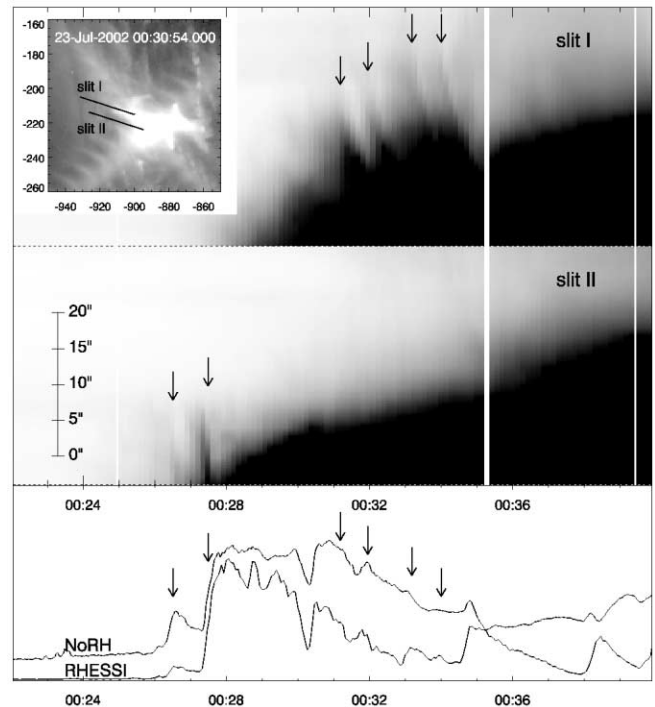 -160
-180
-200
-220
-240
-260
23-Jul-2002 00:30:54.000
slit I
slit II
-940 -920 -900 -880 -860
slit I
slit II
20"
15"
10"
5"
0"
00:24 00:28 00:32 00:36
NoRH
RHESSI
00:24 00:28 00:32 00:36